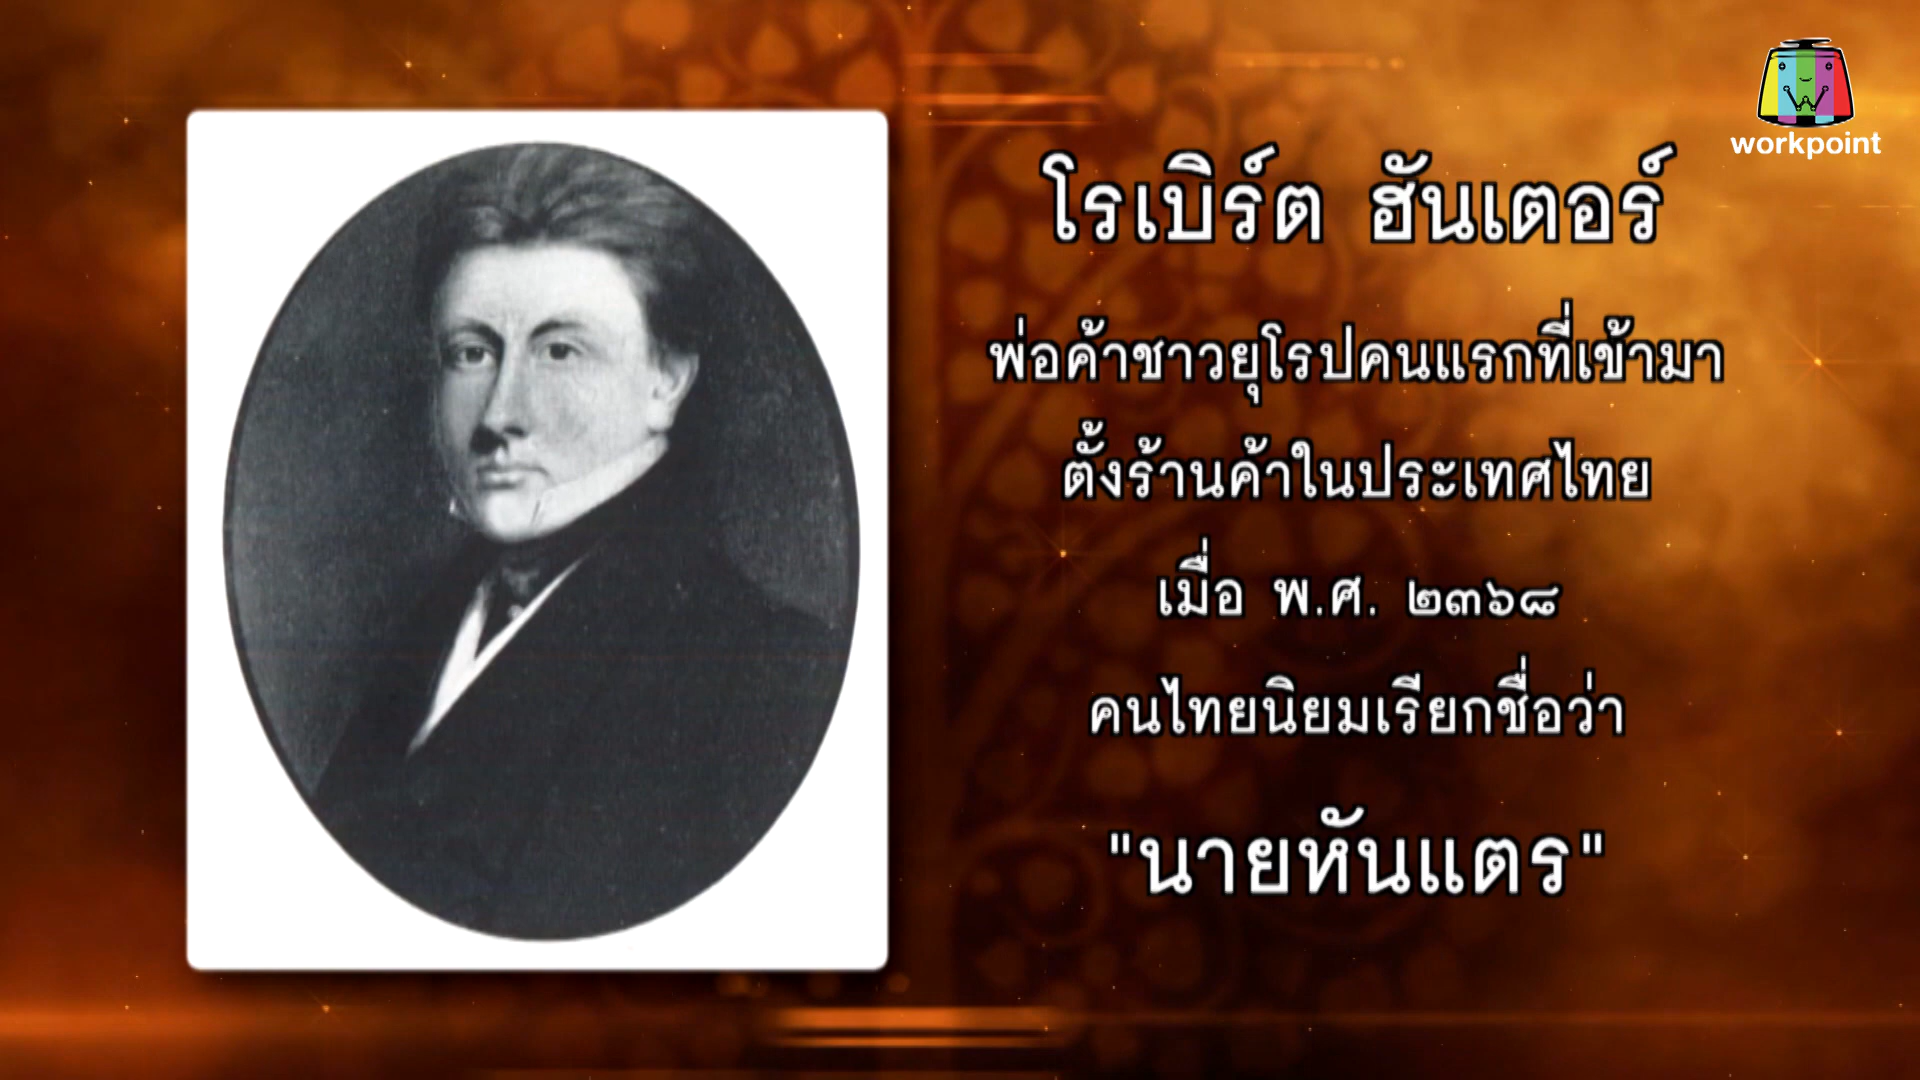 workpoint
โรเบิร์ต ฮันเตอร์
พ่อค้าชาวยุโรปคนแรกที่เข้ามา
ตั้งร้านค้าในประเทศไทย
เมื่อ พ.ศ. ๒๓๖๘
คนไทยนิยมเรียกชื่อว่า
"นายหันแตร"